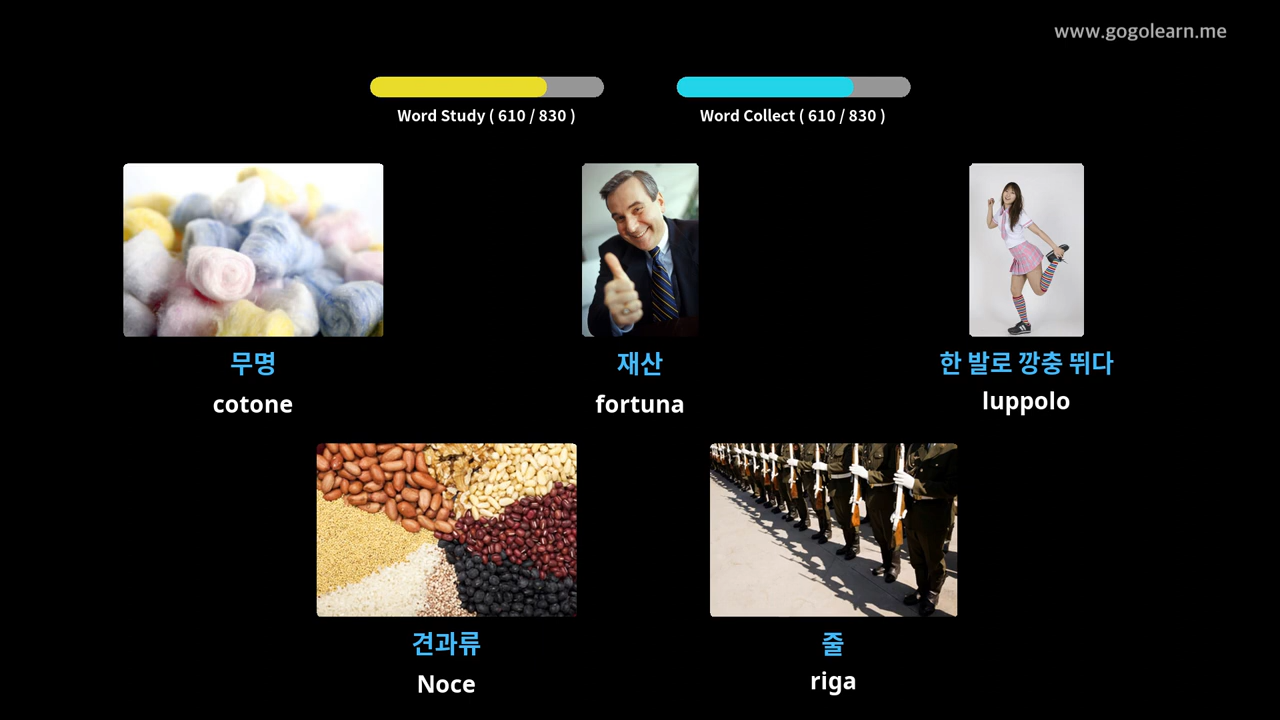 www.gogolearn.me
Word Study ( 610 / 830 )
Word Collect ( 610 / 830 )
무명
cotone
재산
fortuna
한 발로 깡충 뛰다
luppolo
견과류
Noce
줄
riga